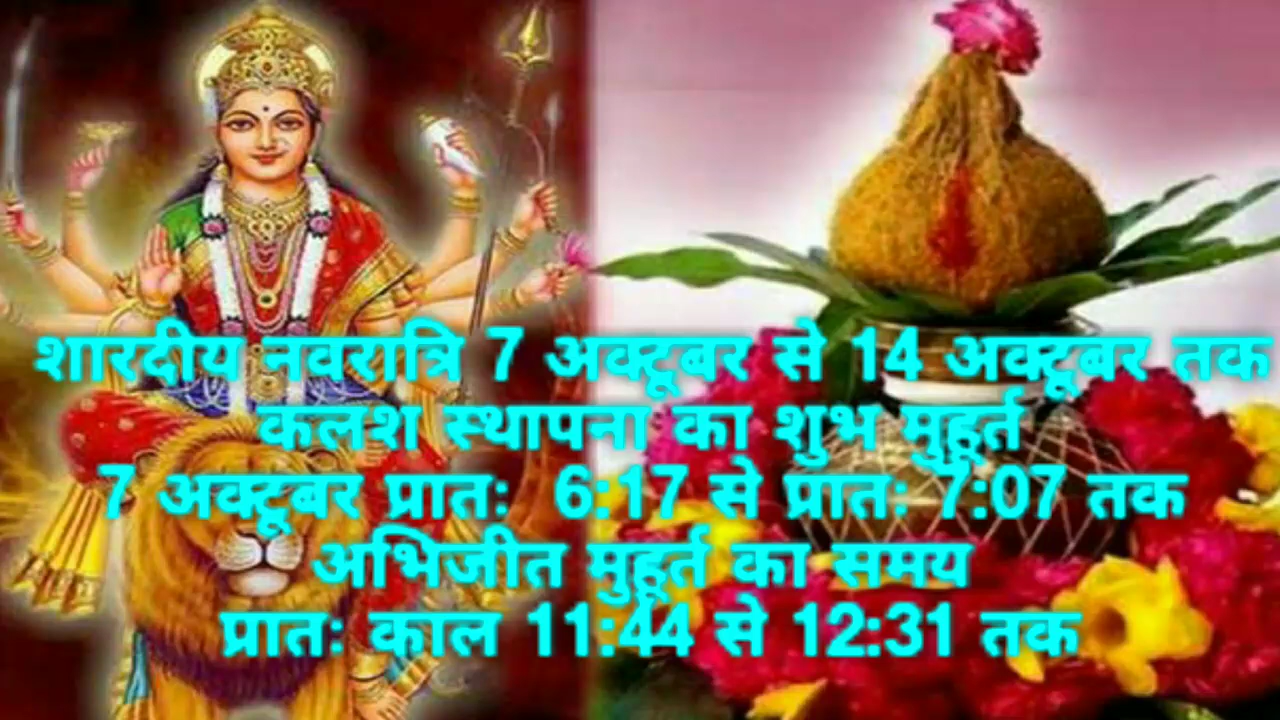 शारदीय नवरात्रि 7 अक्टूबर से 14 अक्टूबर तक
कलश स्थापना का शुभ मुहूर्त
7 अक्टूबर प्रातः 6:17 से प्रातः 7:07 तक
अभिजीत मुहूर्त का समय
प्रातः काल 11:44 से 12:31 तक